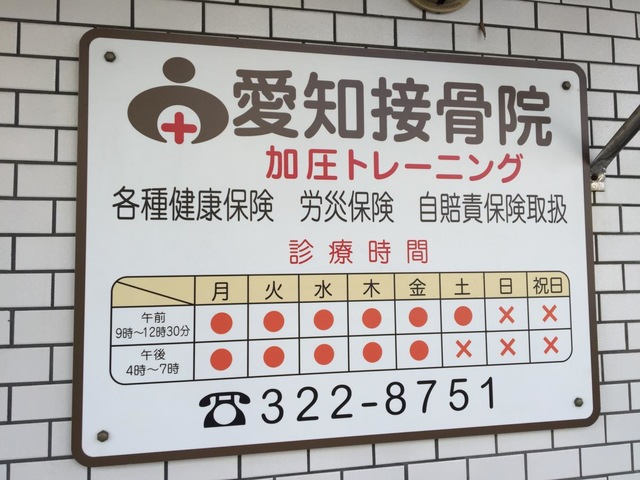 愛知接骨院
加圧トレーニング
各種健康保険 労災保険 自賠責保険取扱
診療時間
月 火 水 木 金 土 日 祝日
午前
9時～12時30分 ● ● ● ● ● ● × ×
午後
4時～7時 ● ● ● ● ● × × ×
☎322-8751